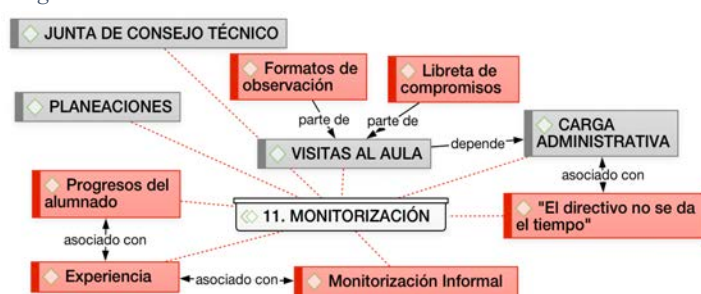 JUNTA DE CONSEJO TÉCNICO
Formatos de
observación
Libreta de
compromisos
PLANEACIONES
parte de
parte de
CARGA
ADMINISTRATIVA
VISITAS AL AULA
depende
asociado con
Progresos del
alumnado
11. MONITORIZACIÓN
"El directivo no se da
el tiempo"
asociado con
Experiencia
asociado con
Monitorización Informal